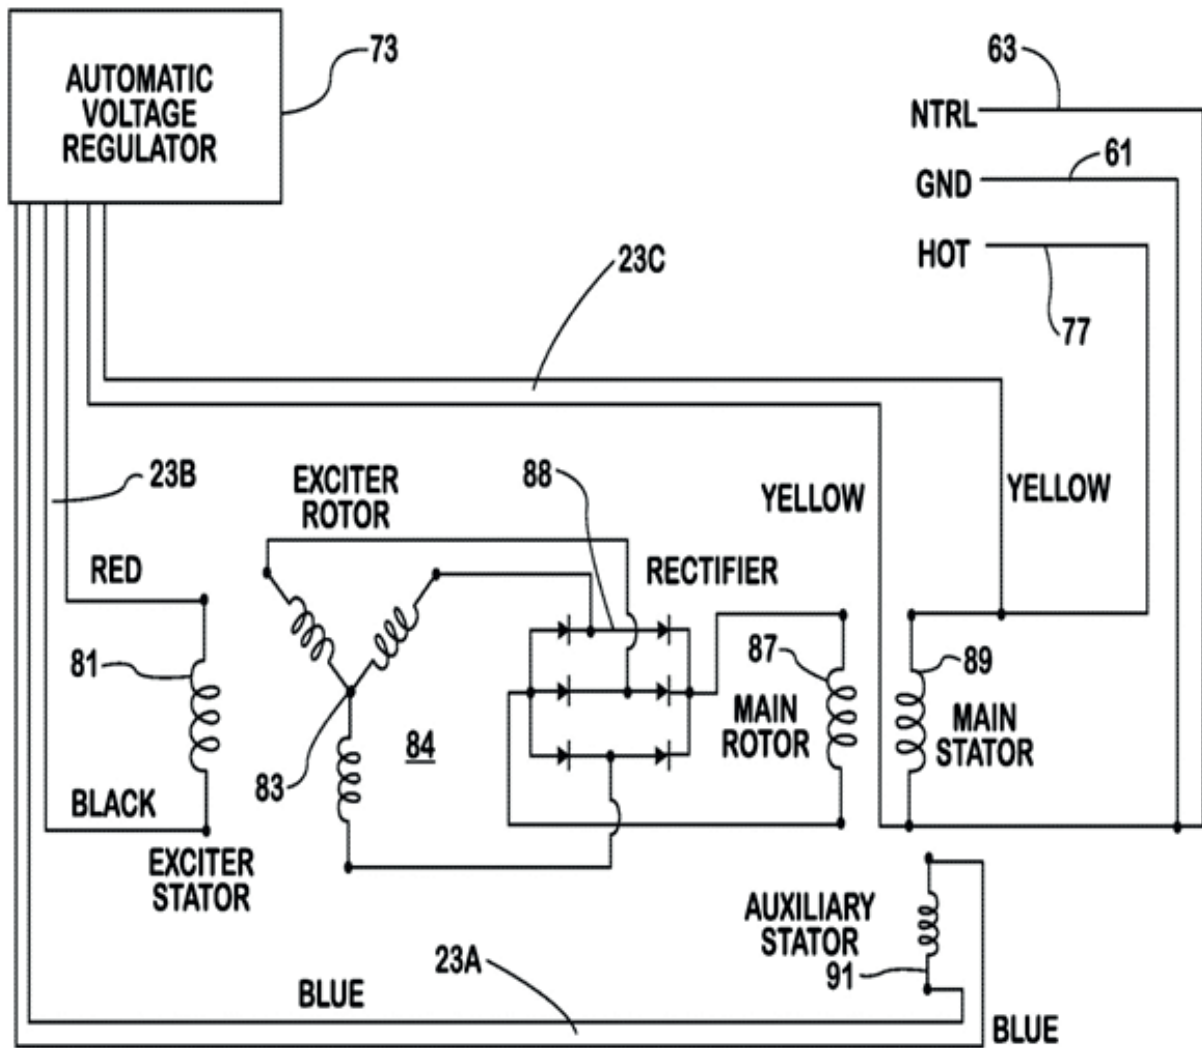 AUTOMATIC
VOLTAGE
REGULATOR
73
63
NTRL
61
GND
HOT
77
23C
23B
EXCITER
ROTOR
88
YELLOW
YELLOW
RED
RECTIFIER
81
87
MAIN
ROTOR
89
MAIN
STATOR
84
83
BLACK
EXCITER
STATOR
AUXILIARY
STATOR
91
23A
BLUE
BLUE